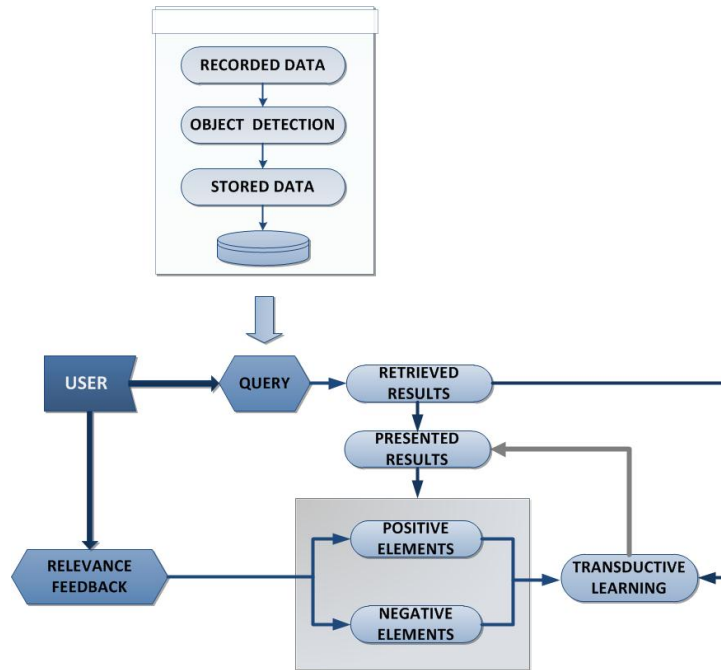 RECORDED DATA
OBJECT DETECTION
STORED DATA
USER
QUERY
RETRIEVED
RESULTS
PRESENTED
RESULTS
POSITIVE
ELEMENTS
RELEVANCE
FEEDBACK
TRANSDUCTIVE
LEARNING
NEGATIVE
ELEMENTS